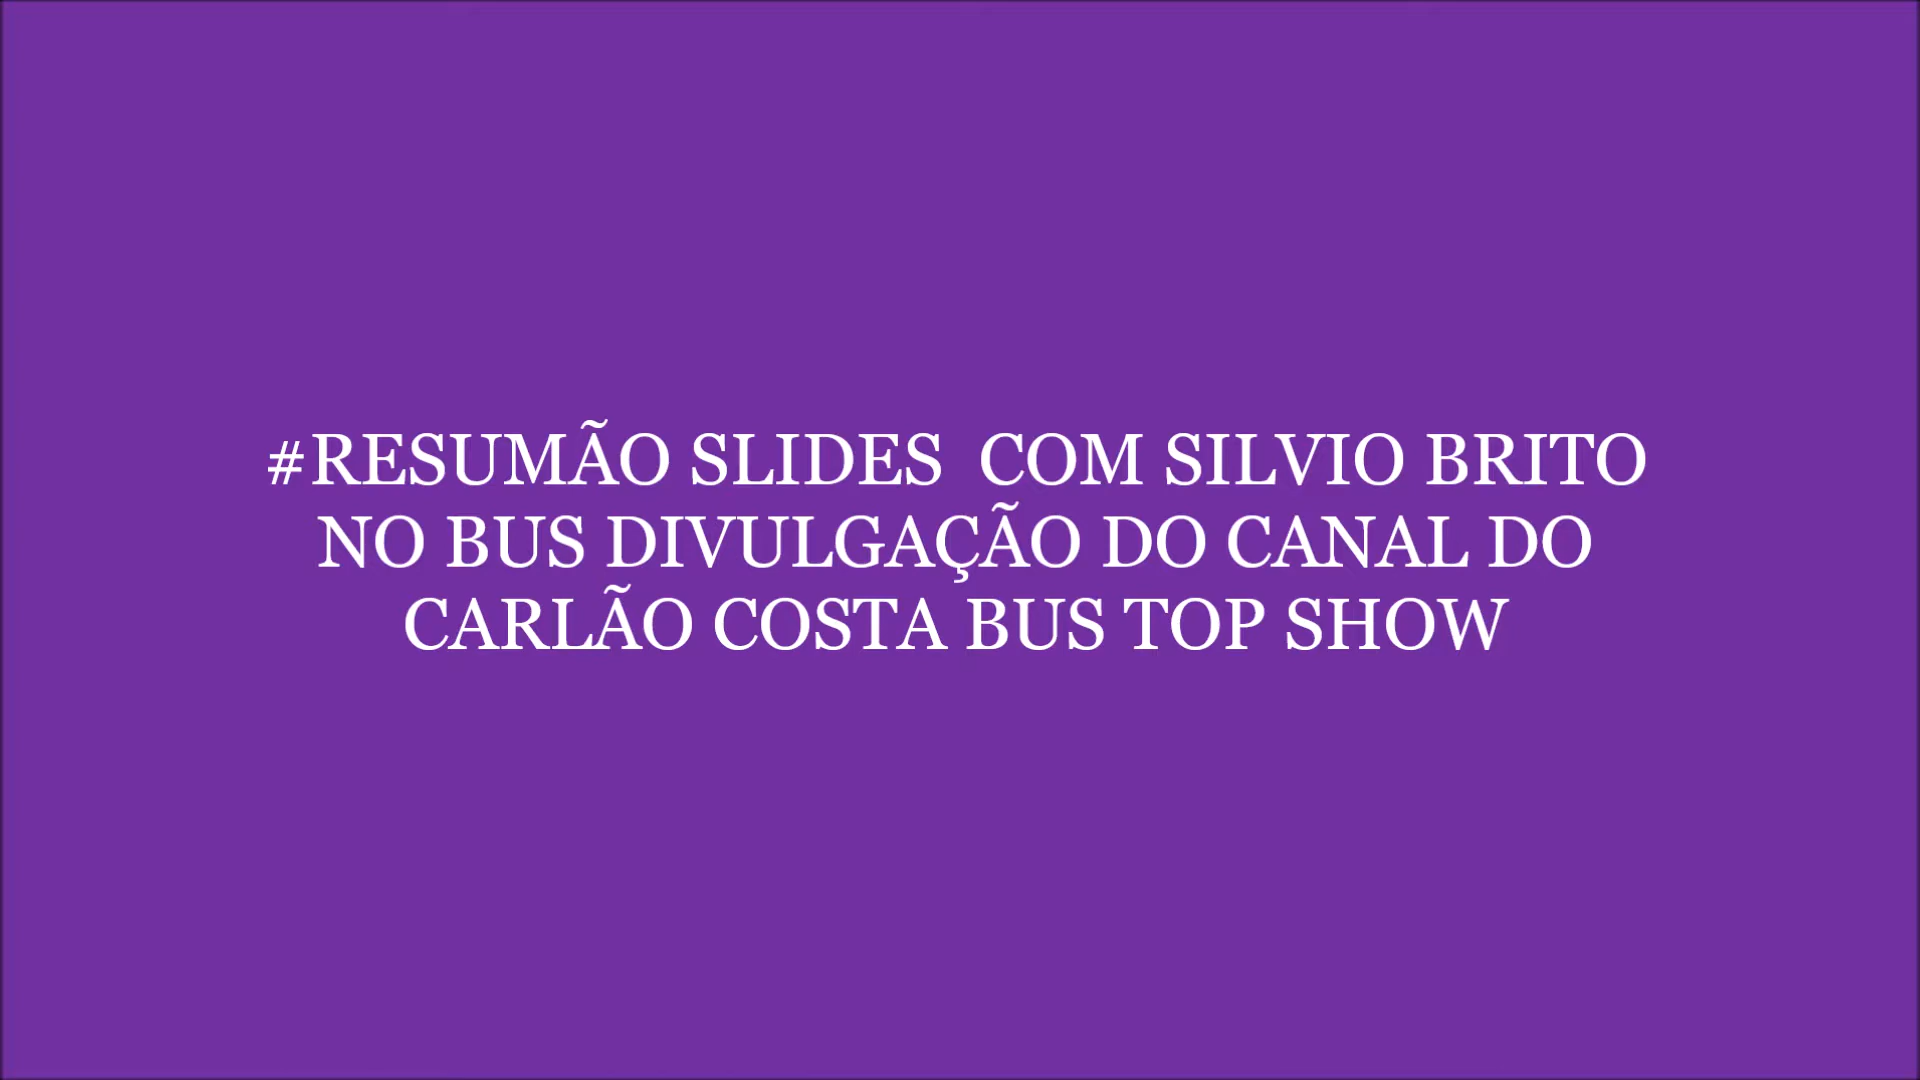 #RESUMÃO SLIDES  COM SILVIO BRITO
NO BUS DIVULGAÇÃO DO CANAL DO
CARLÃO COSTA BUS TOP SHOW